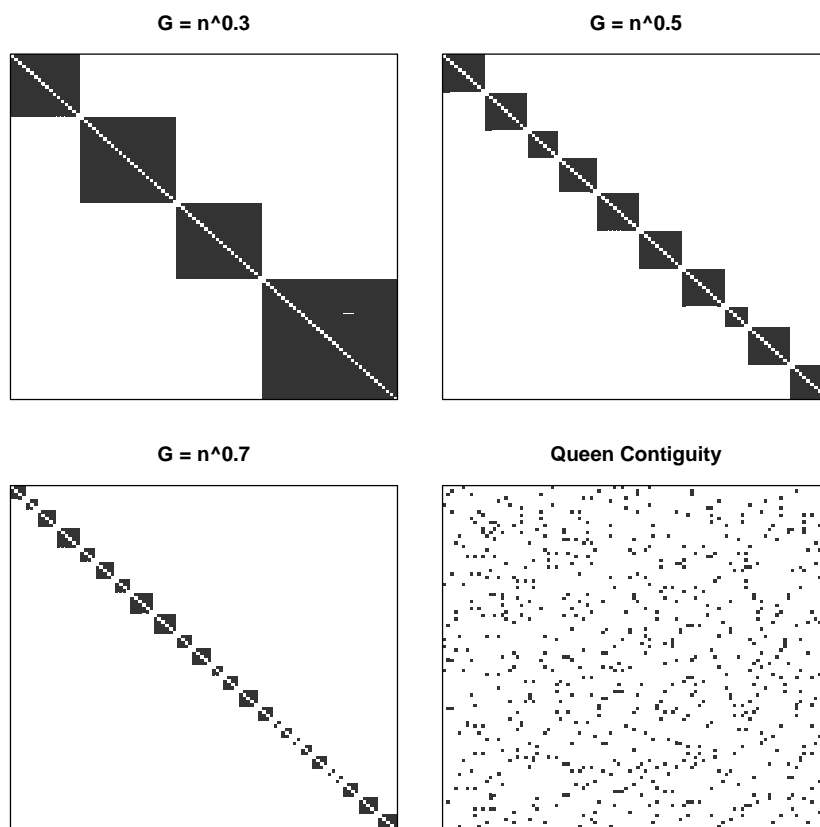 G = n^0.3
G = n^0.5
G = n^0.7
Queen Contiguity